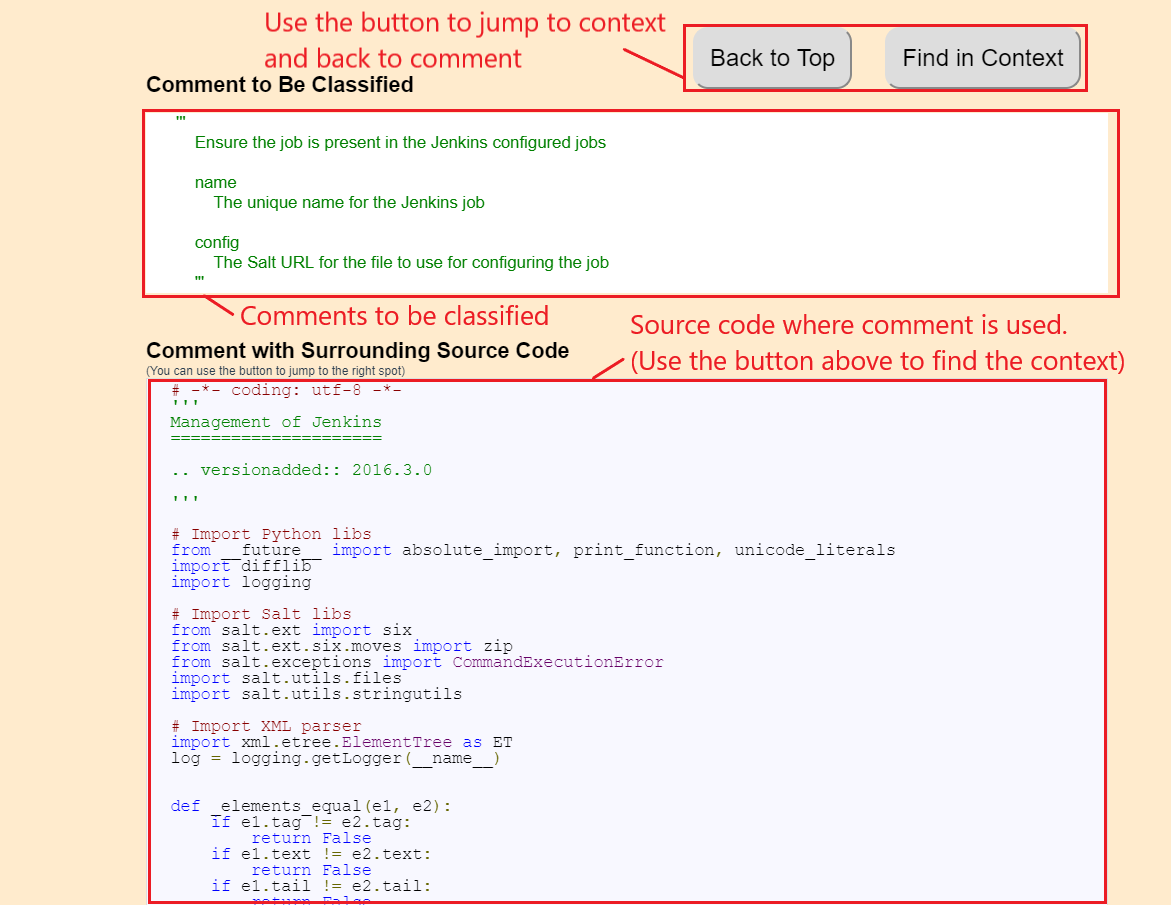 Use the button to jump to context
and back to comment
Back to Top
Find in Context
Comment to Be Classified
'''
Ensure the job is present in the Jenkins configured jobs
name
The unique name for the Jenkins job
config
The Salt URL for the file to use for configuring the job
'''
Comments to be classified
Source code where comment is used.
(Use the button above to find the context)
Comment with Surrounding Source Code
(You can use the button to jump to the right spot)
# -*- coding: utf-8 -*-
'''
Management of Jenkins
=====================
.. versionadded:: 2016.3.0
'''
# Import Python libs
from __future__ import absolute_import, print_function, unicode_literals
import difflib
import logging
# Import Salt libs
from salt.ext import six
from salt.ext.six.moves import zip
from salt.exceptions import CommandExecutionError
import salt.utils.files
import salt.utils.stringutils
# Import XML parser
import xml.etree.ElementTree as ET
log = logging.getLogger(__name__)
def _elements_equal(e1, e2):
if e1.tag != e2.tag:
return False
if e1.text != e2.text:
return False
if e1.tail != e2.tail:
return False